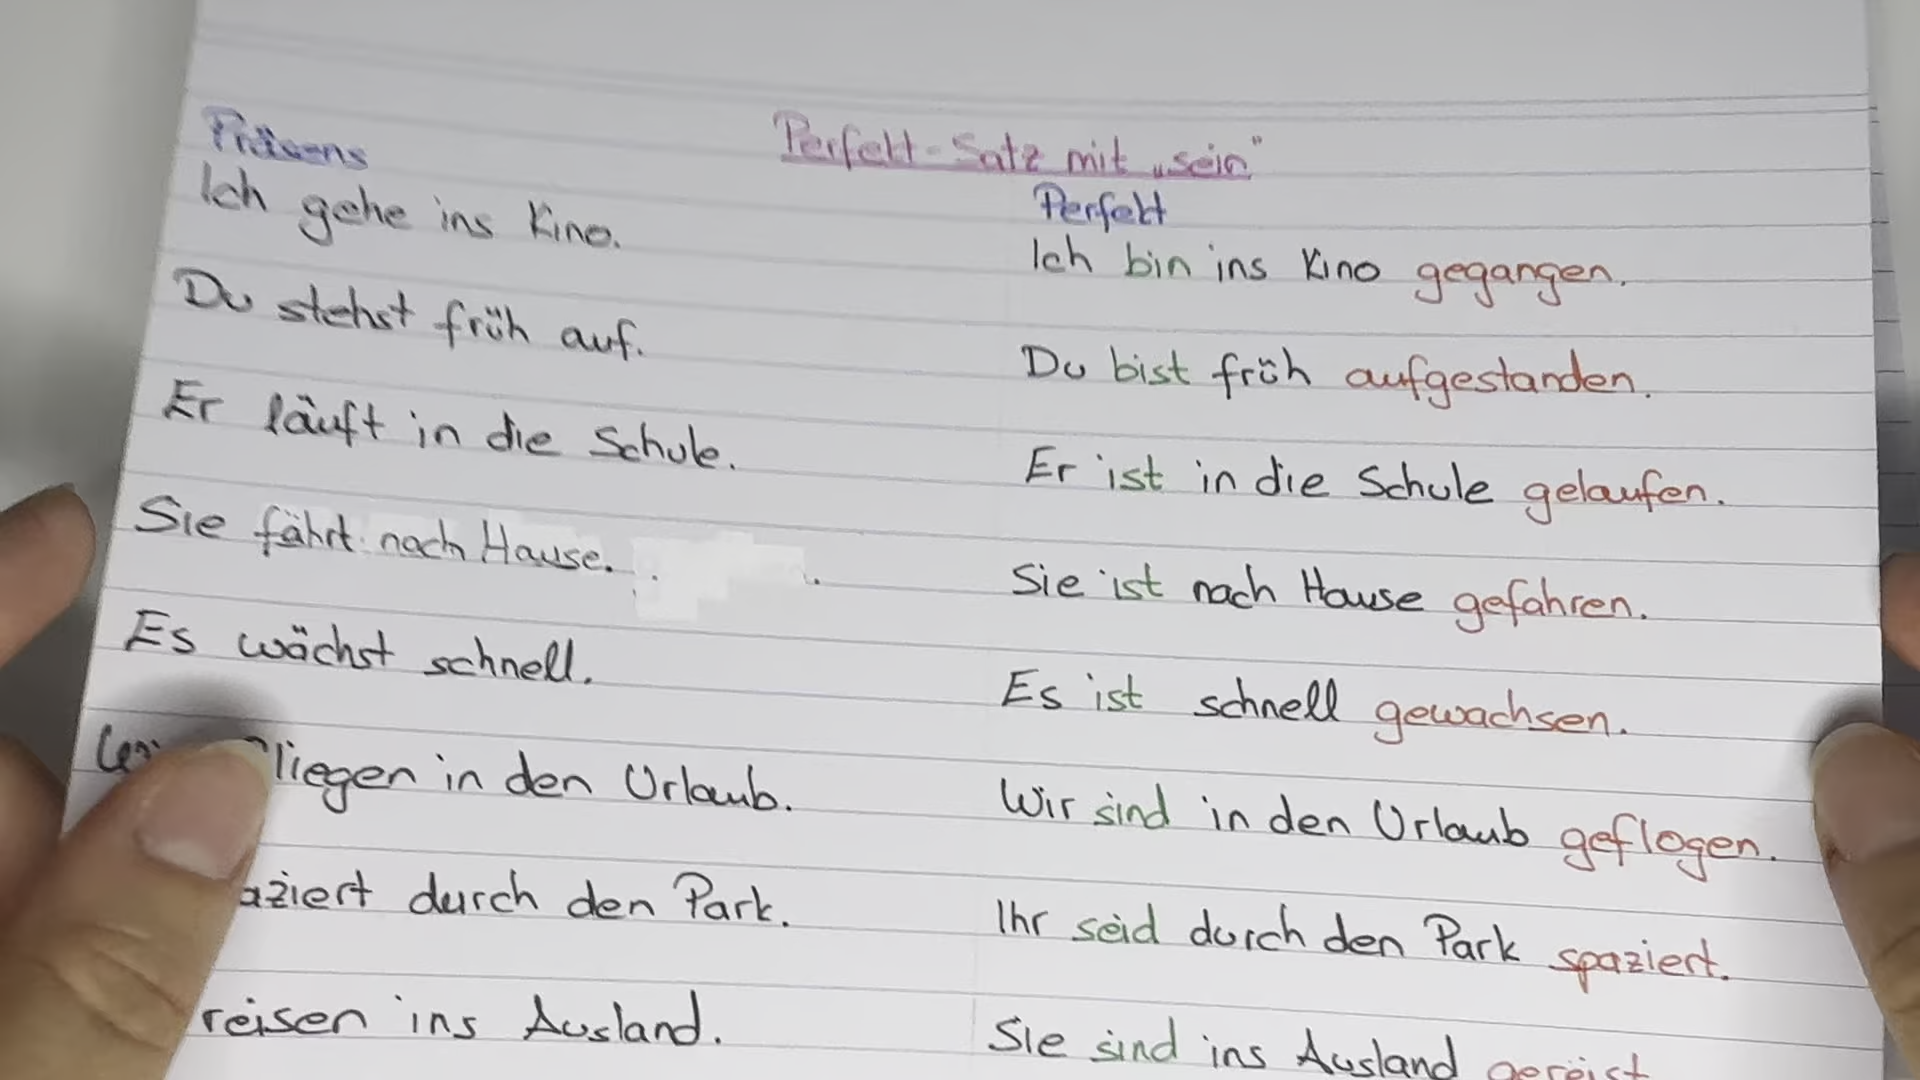 Präsens
Perfekt-Satz mit „sein"
Perfekt
Ich gehe ins Kino.
Ich bin ins Kino gegangen.
Du stehst früh auf.
Du bist früh aufgestanden.
Er läuft in die Schule.
Er ist in die Schule gelaufen.
Sie fährt nach Hause.
Sie ist nach Hause gefahren.
Es wächst schnell.
Es ist schnell gewachsen.
liegen in den Urlaub.
Wir sind in den Urlaub geflogen.
aziert durch den Park.
Ihr seid durch den Park spaziert.
reisen ins Ausland.
Sie sind ins Ausland gereist